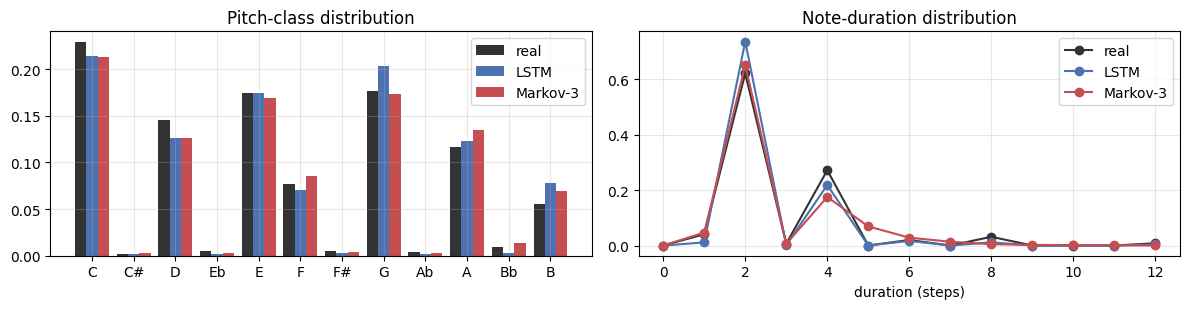 Pitch-class distribution
0.20
0.15
0.10
0.05
0.00
real
LSTM
Markov-3
C C# D Eb E F F# G Ab A Bb B
Note-duration distribution
0.6
0.4
0.2
0.0
real
LSTM
Markov-3
0 2 4 6 8 10 12
duration (steps)